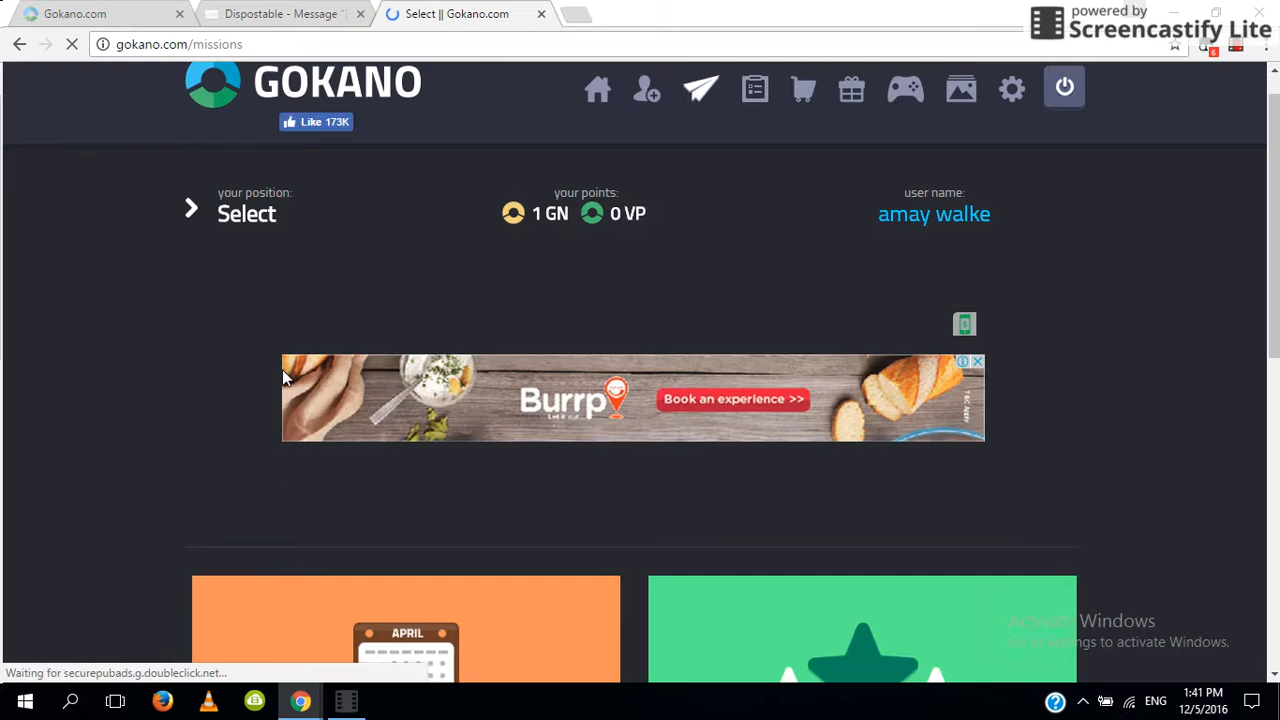 powered by
Screencastify Lite
Gokano.com
Dispostable - Message "
Select || Gokano.com
gokano.com/missions
6
GOKANO
Like 173K
your position:
Select
your points:
1 GN 0 VP
user name:
amay walke
$
Burrp
Book an experience >>
T&C Apply
APRIL
Activate Windows
Go to Settings to activate Windows.
Waiting for securepubads.g.doubleclick.net...
ENG
1:41 PM
12/5/2016